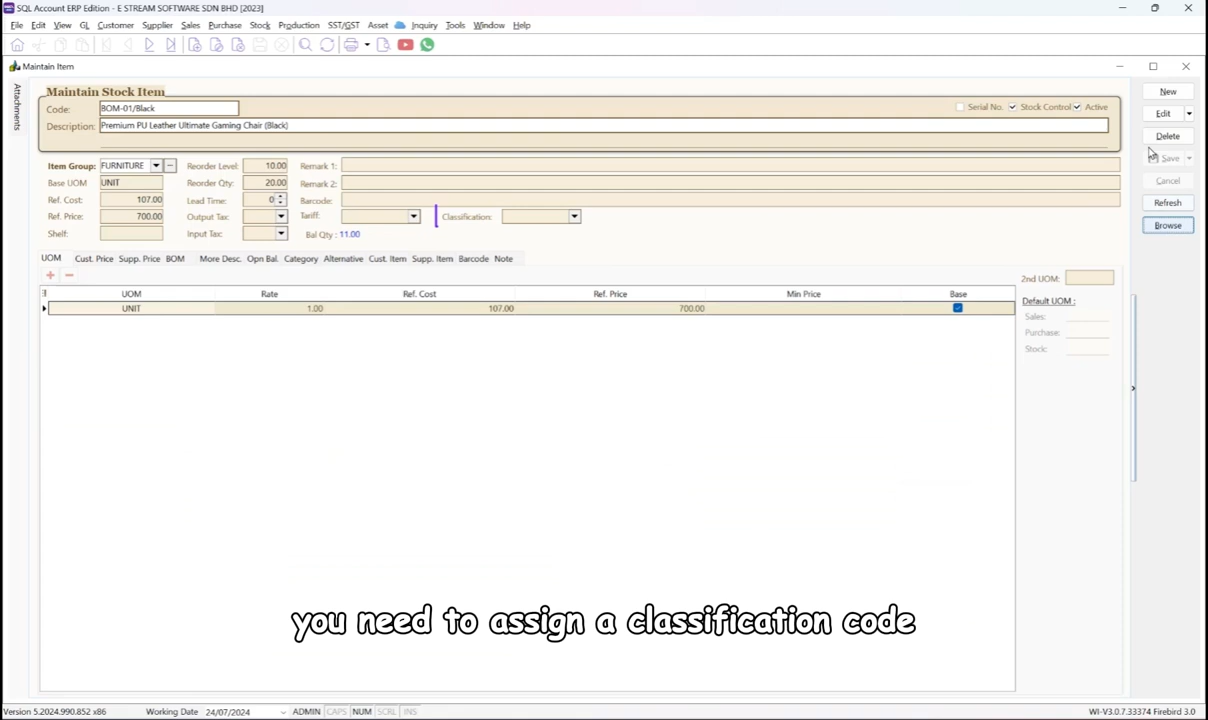 SQL Account ERP Edition - E STREAM SOFTWARE SDN BHD [2023]
File Edit View GL Customer Supplier Sales Purchase Stock Production SST/GST Asset Inquiry Tools Window Help
Maintain Item
Attachments
Maintain Stock Item
Code: BOM-01/Black Serial No. Stock Control Active
Description: Premium PU Leather Ultimate Gaming Chair (Black)
Item Group: FURNITURE Reorder Level: 10.00 Remark 1:
Base UOM UNIT Reorder Qty: 20.00 Remark 2:
Ref. Cost: 107.00 Lead Time: 0 Barcode:
Ref. Price: 700.00 Output Tax: Tariff: Classification:
Shelf: Input Tax: Bal Qty : 11.00
UOM Cust. Price Supp. Price BOM More Desc. Opn Bal. Category Alternative Cust. Item Supp. Item Barcode Note
UOM Rate Ref. Cost Ref. Price Min Price Base
UNIT 1.00 107.00 700.00
2nd UOM:
Default UOM :
Sales:
Purchase:
Stock:
New
Edit
Delete
Save
Cancel
Refresh
Browse
you need to assign a classification code
Version 5.2024.990.852 x86 Working Date 24/07/2024 ADMIN CAPS NUM SCRL INS WI-V3.0.7.33374 Firebird 3.0